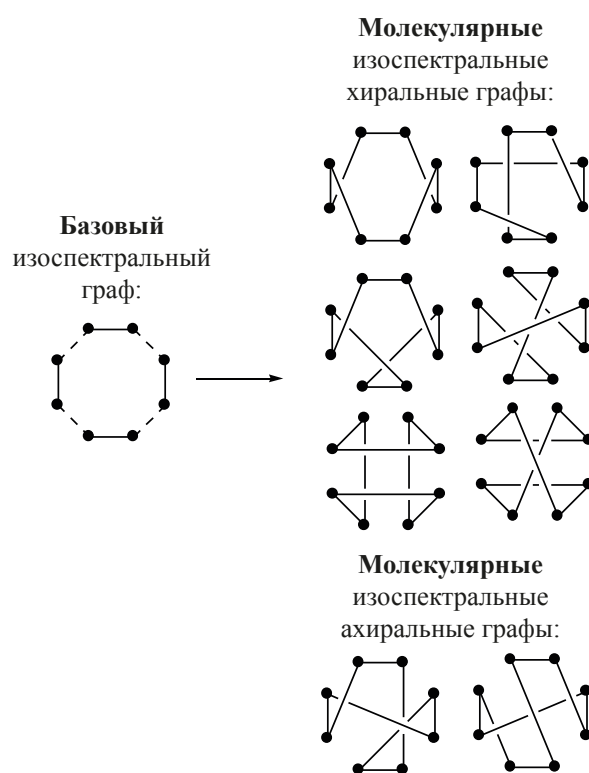 Молекулярные
изоспектральные
хиральные графы:
Базовый
изоспектральный
граф:
Молекулярные
изоспектральные
ахиральные графы: